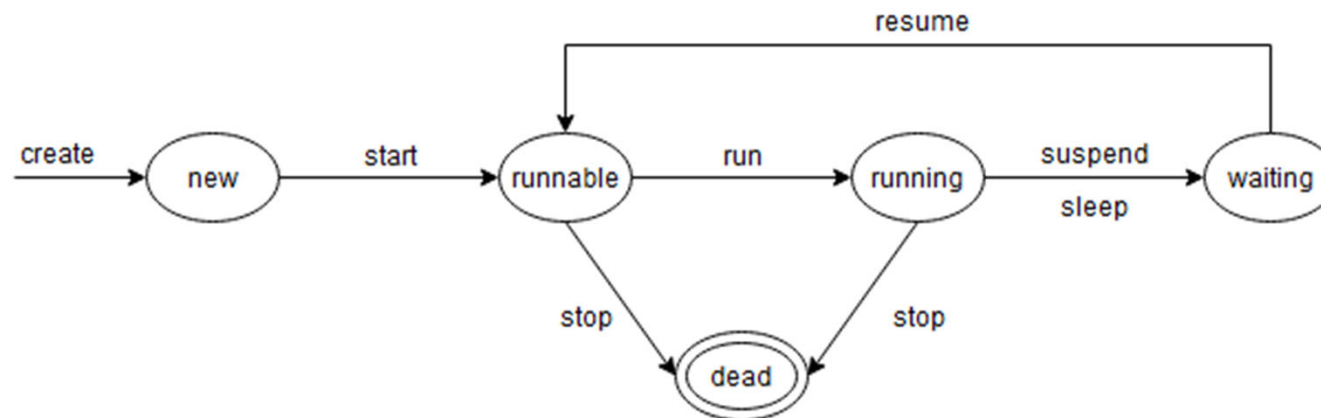 resume
create
new
start
runnable
run
running
suspend
sleep
waiting
stop
stop
dead